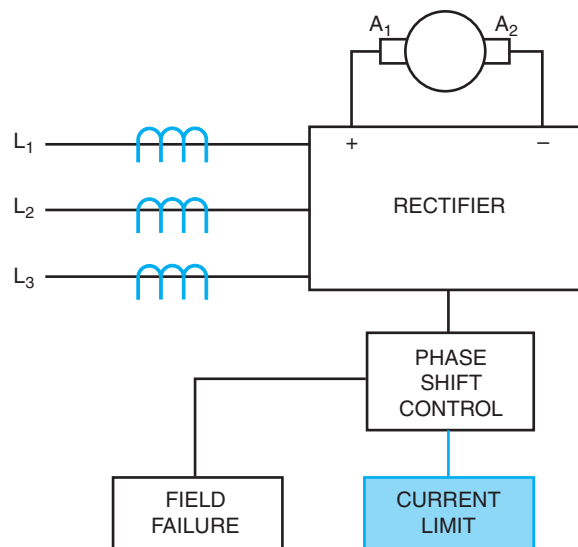 A₁
A₂
L₁
+
−
L₂
RECTIFIER
L₃
PHASE
SHIFT
CONTROL
FIELD
FAILURE
CURRENT
LIMIT